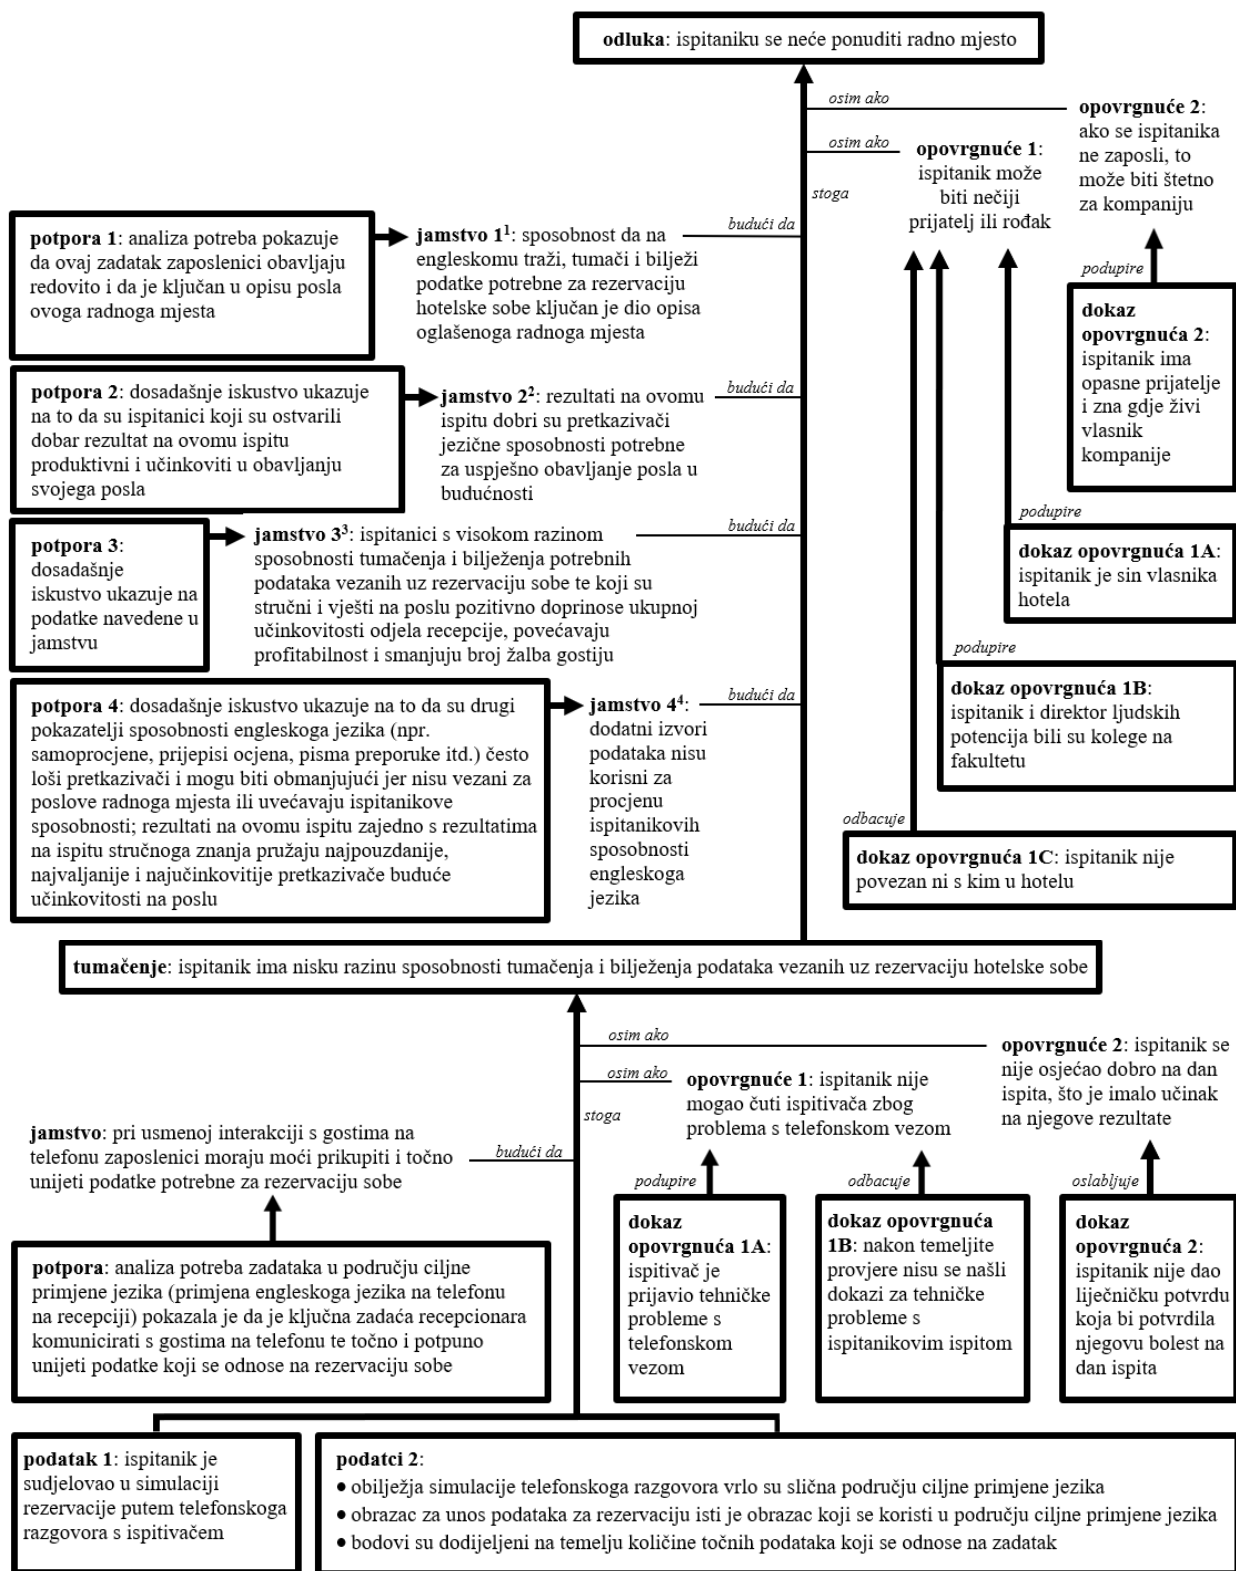 odluka: ispitaniku se neće ponuditi radno mjesto
osim ako
opovrgnuće 2:
ako se ispitanika
ne zaposli, to
može biti štetno
za kompaniju
osim ako
opovrgnuće 1:
ispitanik može
biti nečiji
prijatelj ili rođak
stoga
potpora 1: analiza potreba pokazuje
da ovaj zadatak zaposlenici obavljaju
redovito i da je ključan u opisu posla
ovoga radnoga mjesta
jamstvo 1¹: sposobnost da na
engleskomu traži, tumači i bilježi
podatke potrebne za rezervaciju
hotelske sobe ključan je dio opisa
oglašenoga radnoga mjesta
budući da
podupire
dokaz
opovrgnuća 2:
ispitanik ima
opasne prijatelje
i zna gdje živi
vlasnik
kompanije
potpora 2: dosadašnje iskustvo ukazuje
na to da su ispitanici koji su ostvarili
dobar rezultat na ovomu ispitu
produktivni i učinkoviti u obavljanju
svojega posla
jamstvo 2²: rezultati na ovomu
ispitu dobri su pretkazivači
jezične sposobnosti potrebne
za uspješno obavljanje posla u
budućnosti
budući da
podupire
dokaz opovrgnuća 1A:
ispitanik je sin vlasnika
hotela
potpora 3:
dosadašnje
iskustvo ukazuje na
podatke navedene u
jamstvu
jamstvo 3³: ispitanici s visokom razinom
sposobnosti tumačenja i bilježenja potrebnih
podataka vezanih uz rezervaciju sobe te koji su
stručni i vješti na poslu pozitivno doprinose ukupnoj
učinkovitosti odjela recepcije, povećavaju
profitabilnost i smanjuju broj žalba gostiju
budući da
podupire
dokaz opovrgnuća 1B:
ispitanik i direktor ljudskih
potencija bili su kolege na
fakultetu
potpora 4: dosadašnje iskustvo ukazuje na to da su drugi
pokazatelji sposobnosti engleskoga jezika (npr.
samoprocjene, prijepisi ocjena, pisma preporuke itd.) često
loši pretkazivači i mogu biti obmanjujući jer nisu vezani za
poslove radnoga mjesta ili uvećavaju ispitanikove
sposobnosti; rezultati na ovomu ispitu zajedno s rezultatima
na ispitu stručnoga znanja pružaju najpouzdanije,
najvaljanije i najučinkovitije pretkazivače buduće
učinkovitosti na poslu
jamstvo 4⁴:
dodatni izvori
podataka nisu
korisni za
procjenu
ispitanikovih
sposobnosti
engleskoga
jezika
budući da
odbacuje
dokaz opovrgnuća 1C: ispitanik nije
povezan ni s kim u hotelu
tumačenje: ispitanik ima nisku razinu sposobnosti tumačenja i bilježenja podataka vezanih uz rezervaciju hotelske sobe
osim ako
opovrgnuće 2: ispitanik se
nije osjećao dobro na dan
ispita, što je imalo učinak
na njegove rezultate
osim ako
opovrgnuće 1: ispitanik nije
mogao čuti ispitivača zbog
problema s telefonskom vezom
stoga
jamstvo: pri usmenoj interakciji s gostima na
telefonu zaposlenici moraju moći prikupiti i točno
unijeti podatke potrebne za rezervaciju sobe
budući da
podupire
dokaz
opovrgnuća 1A:
ispitivač je
prijavio tehničke
probleme s
telefonskom
vezom
odbacuje
dokaz opovrgnuća
1B: nakon temeljite
provjere nisu se našli
dokazi za tehničke
probleme s
ispitanikovim ispitom
oslabljuje
dokaz
opovrgnuća 2:
ispitanik nije dao
liječničku potvrdu
koja bi potvrdila
njegovu bolest na
dan ispita
potpora: analiza potreba zadataka u području ciljne
primjene jezika (primjena engleskoga jezika na telefonu
na recepciji) pokazala je da je ključna zadaća recepcionara
komunicirati s gostima na telefonu te točno i potpuno
unijeti podatke koji se odnose na rezervaciju sobe
podatak 1: ispitanik je
sudjelovao u simulaciji
rezervacije putem telefonskoga
razgovora s ispitivačem
podatci 2:
• obilježja simulacije telefonskoga razgovora vrlo su slična području ciljne primjene jezika
• obrazac za unos podataka za rezervaciju isti je obrazac koji se koristi u području ciljne primjene jezika
• bodovi su dodijeljeni na temelju količine točnih podataka koji se odnose na zadatak